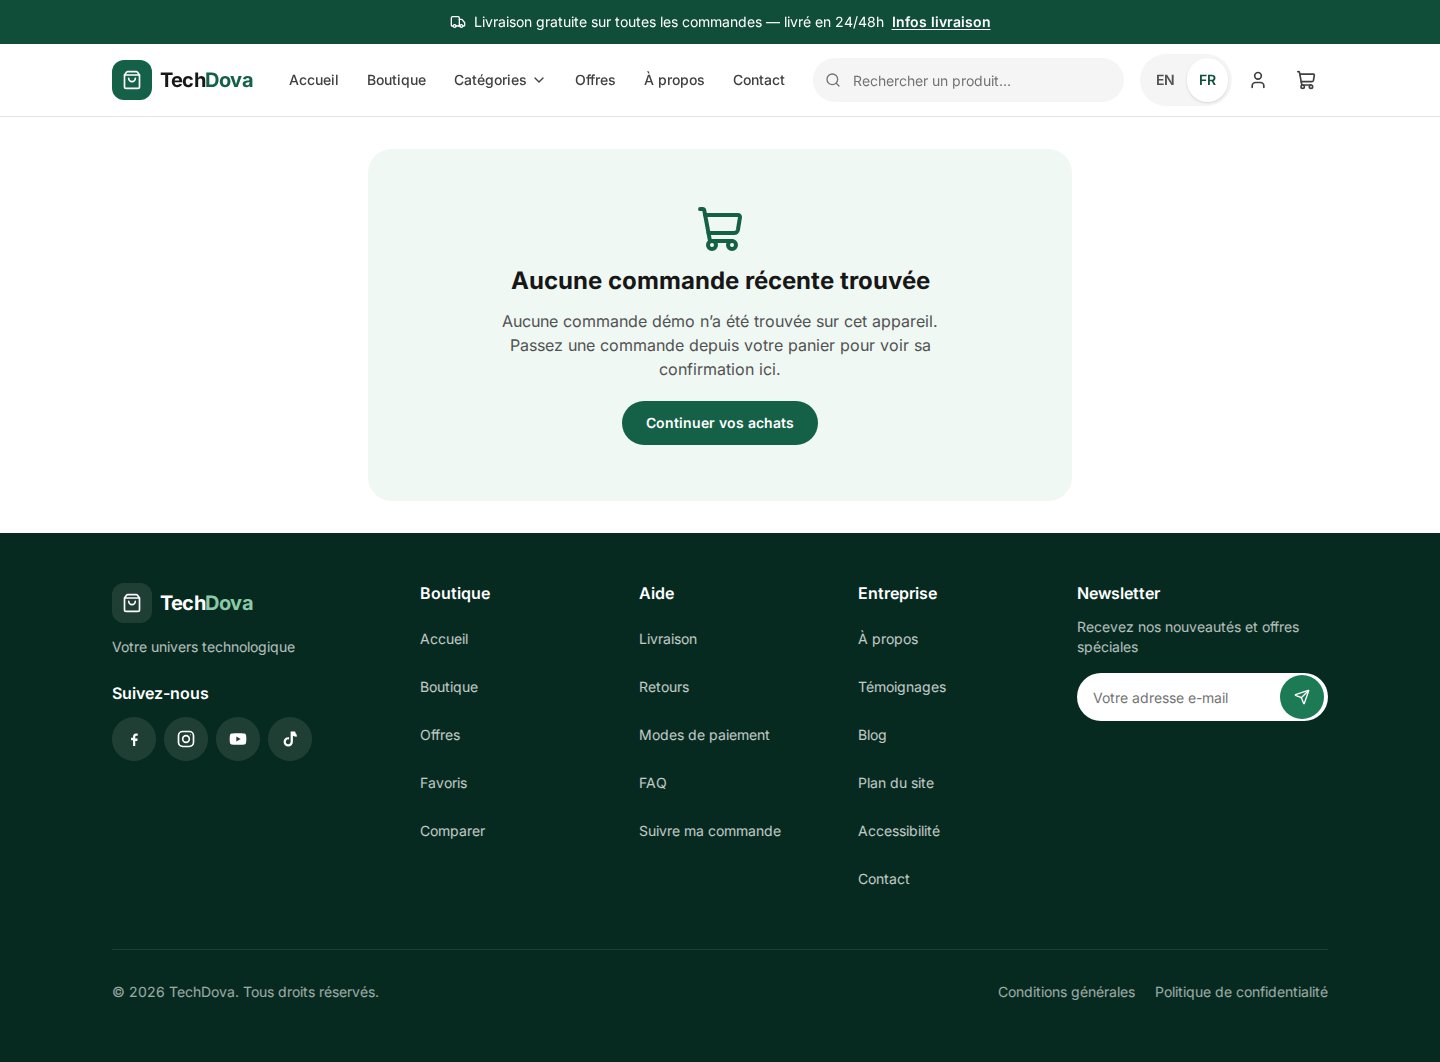 Livraison gratuite sur toutes les commandes — livré en 24/48h Infos livraison
TechDova
Accueil
Boutique
Catégories
Offres
À propos
Contact
Rechercher un produit...
EN
FR
Aucune commande récente trouvée
Aucune commande démo n’a été trouvée sur cet appareil.
Passez une commande depuis votre panier pour voir sa
confirmation ici.
Continuer vos achats
TechDova
Votre univers technologique
Suivez-nous
Boutique
Accueil
Boutique
Offres
Favoris
Comparer
Aide
Livraison
Retours
Modes de paiement
FAQ
Suivre ma commande
Entreprise
À propos
Témoignages
Blog
Plan du site
Accessibilité
Contact
Newsletter
Recevez nos nouveautés et offres
spéciales
Votre adresse e-mail
© 2026 TechDova. Tous droits réservés.
Conditions générales
Politique de confidentialité